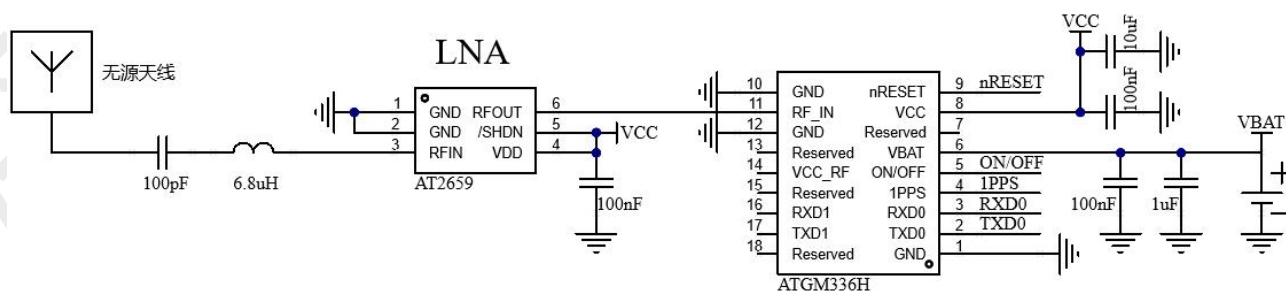 无源天线
100pF
6.8uH
LNA
1
2
3
GND RFOUT
GND /SHDN
RFIN VDD
6
5
4
AT2659
VCC
100nF
10
11
12
13
14
15
16
17
18
GND nRESET
RF_IN VCC
GND Reserved
Reserved VBAT
VCC_RF ON/OFF
Reserved 1PPS
RXD1 RXD0
TXD1 TXD0
Reserved GND
9
8
7
6
5
4
3
2
1
nRESET
ON/OFF
1PPS
RXD0
TXD0
ATGM336H
VCC
10uF
100nF
100nF
1uF
VBAT